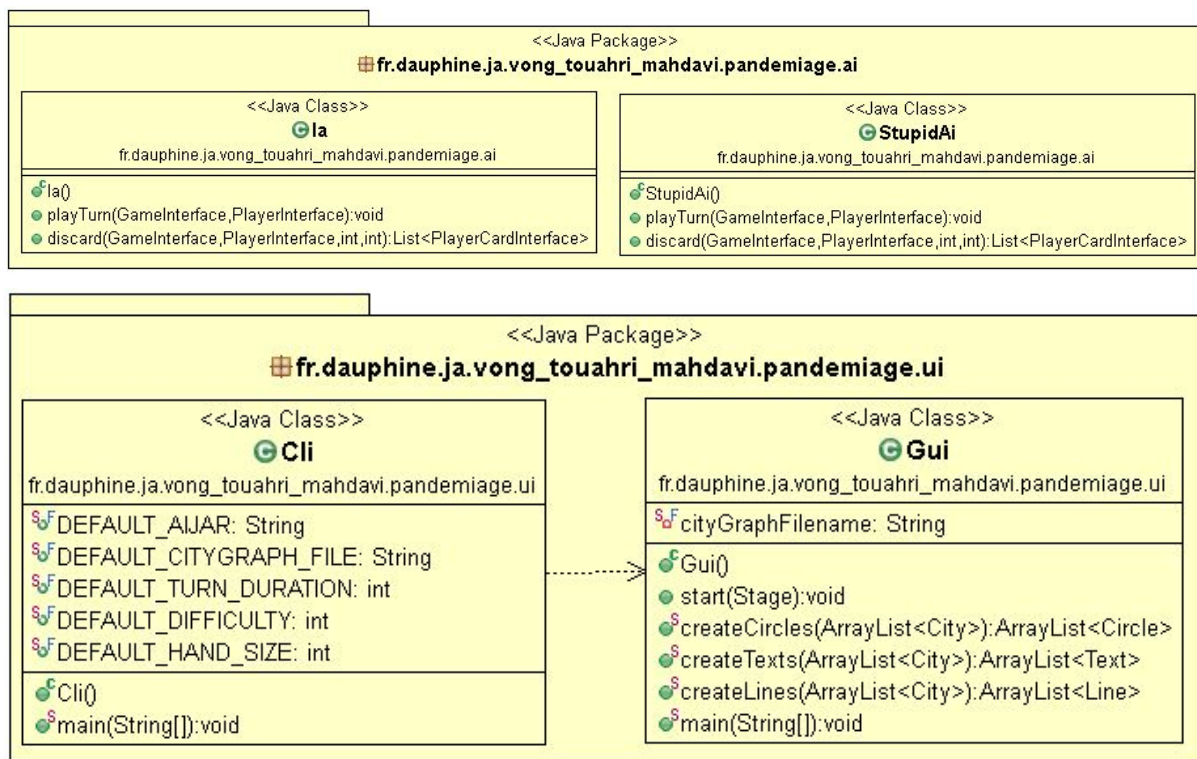 <<Java Package>>
fr.dauphine.ja.vong_touahri_mahdavi.pandemiage.ai
<<Java Class>>
Ia
fr.dauphine.ja.vong_touahri_mahdavi.pandemiage.ai
Ia()
playTurn(GameInterface,PlayerInterface):void
discard(GameInterface,PlayerInterface,int,int):List<PlayerCardInterface>
<<Java Class>>
StupidAi
fr.dauphine.ja.vong_touahri_mahdavi.pandemiage.ai
StupidAi()
playTurn(GameInterface,PlayerInterface):void
discard(GameInterface,PlayerInterface,int,int):List<PlayerCardInterface>
<<Java Package>>
fr.dauphine.ja.vong_touahri_mahdavi.pandemiage.ui
<<Java Class>>
Cli
fr.dauphine.ja.vong_touahri_mahdavi.pandemiage.ui
DEFAULT_AIJAR: String
DEFAULT_CITYGRAPH_FILE: String
DEFAULT_TURN_DURATION: int
DEFAULT_DIFFICULTY: int
DEFAULT_HAND_SIZE: int
Cli()
main(String[]):void
<<Java Class>>
Gui
fr.dauphine.ja.vong_touahri_mahdavi.pandemiage.ui
cityGraphFilename: String
Gui()
start(Stage):void
createCircles(ArrayList<City>):ArrayList<Circle>
createTexts(ArrayList<City>):ArrayList<Text>
createLines(ArrayList<City>):ArrayList<Line>
main(String[]):void